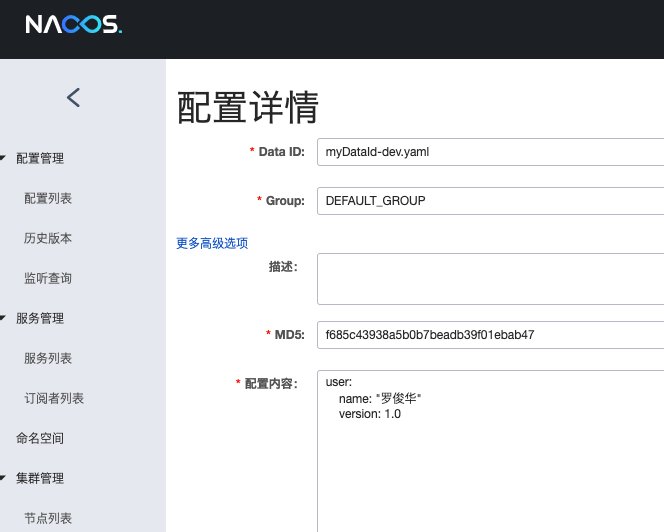 NACOS.
配置详情
配置管理
配置列表
历史版本
监听查询
服务管理
服务列表
订阅者列表
命名空间
集群管理
节点列表
* Data ID: myDataId-dev.yaml
* Group: DEFAULT_GROUP
更多高级选项
描述:
* MD5: f685c43938a5b0b7beadb39f01ebab47
* 配置内容: user:
name: "罗俊华"
version: 1.0